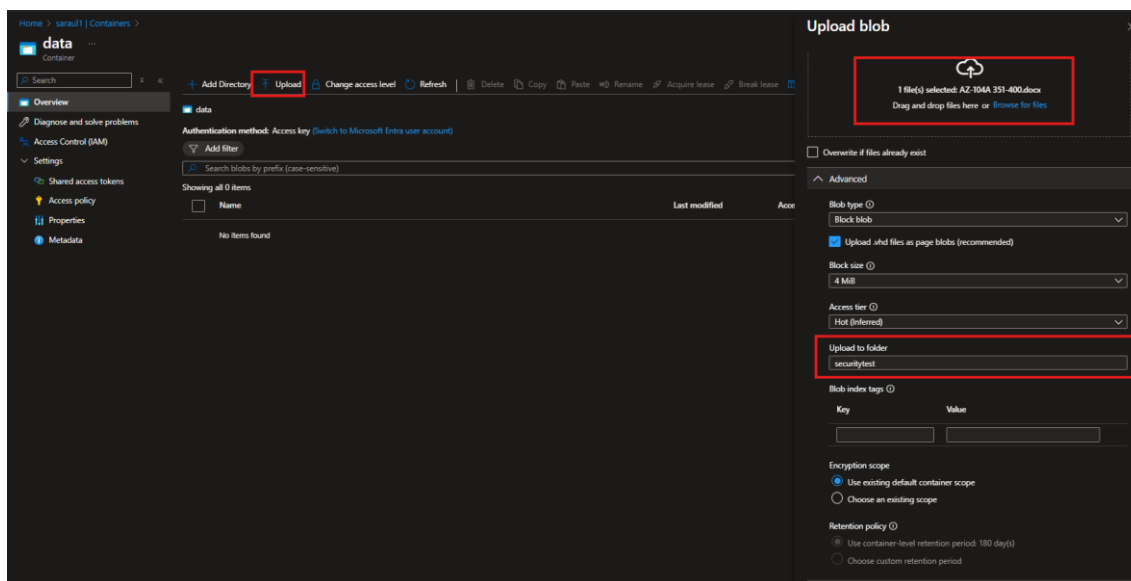 Home > saraul1 | Containers >
data ...
Container
Search
Overview
Diagnose and solve problems
Access Control (IAM)
Settings
Shared access tokens
Access policy
Properties
Metadata
Add Directory Upload Change access level Refresh Delete Copy Paste Rename Acquire lease Break lease
data
Authentication method: Access key (Switch to Microsoft Entra user account)
Add filter
Search blobs by prefix (case-sensitive)
Showing all 0 items
Name Last modified Acce
No items found
Upload blob
1 file(s) selected: AZ-104A 351-400.docx
Drag and drop files here or Browse for files
Overwrite if files already exist
Advanced
Blob type
Block blob
Upload .vhd files as page blobs (recommended)
Block size
4 MiB
Access tier
Hot (Inferred)
Upload to folder
securitytest
Blob index tags
Key Value
Encryption scope
Use existing default container scope
Choose an existing scope
Retention policy
Use container-level retention period: 180 day(s)
Choose custom retention period